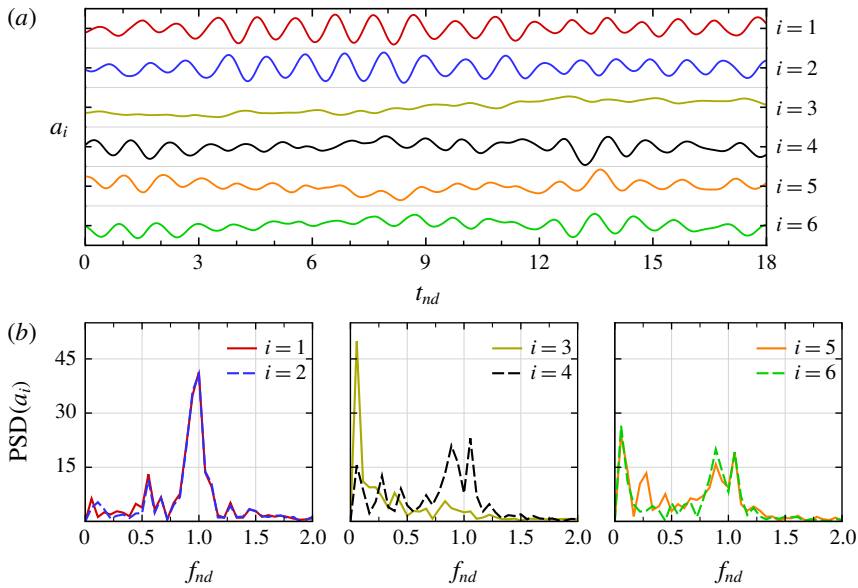 (a)
i = 1
i = 2
i = 3
a_i
i = 4
i = 5
i = 6
0 3 6 9 12 15 18
t_nd
(b)
i = 1 i = 3 i = 5
i = 2 i = 4 i = 6
45
PSD(a_i)
30
15
0 0.5 1.0 1.5 2.0 0 0.5 1.0 1.5 2.0 0 0.5 1.0 1.5 2.0
f_nd f_nd f_nd